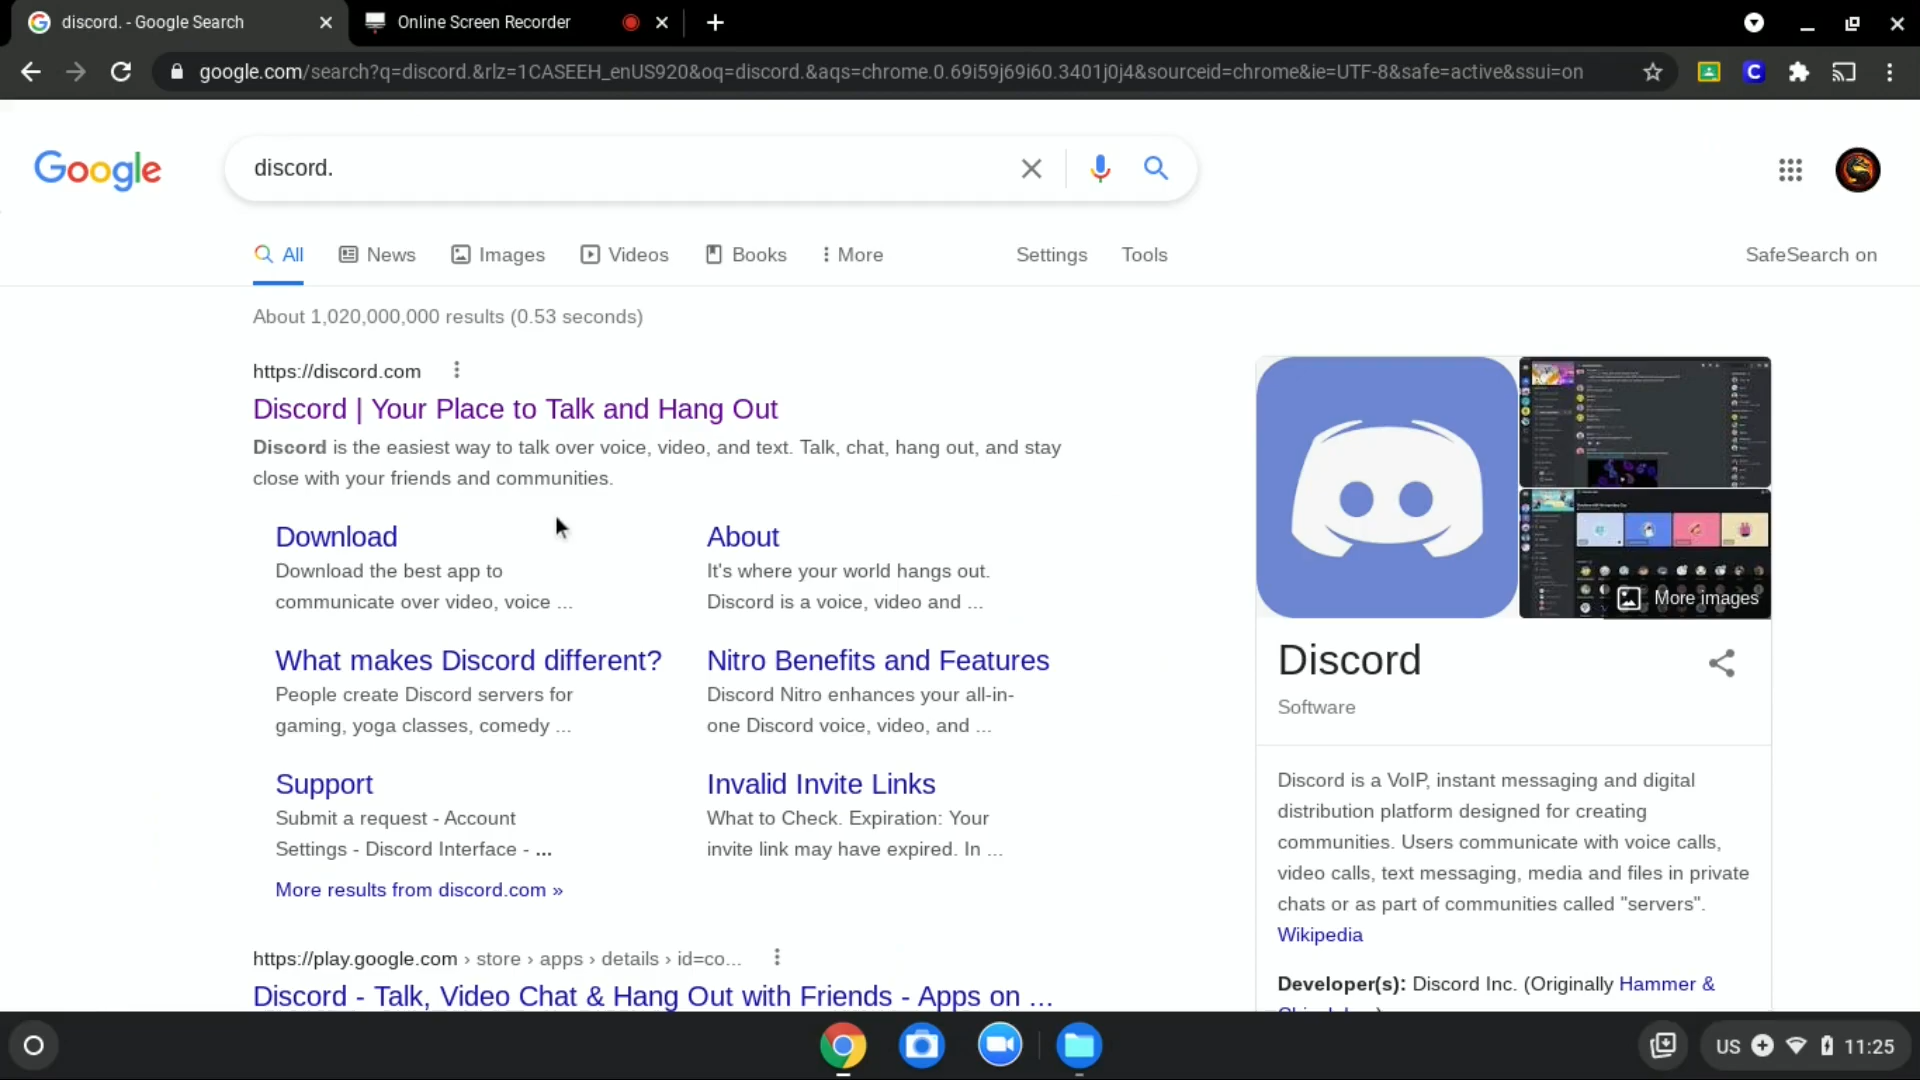 discord. - Google Search
Online Screen Recorder
google.com/search?q=discord.&rlz=1CASEEH_enUS920&oq=discord.&aqs=chrome.0.69i59j69i60.3401j0j4&sourceid=chrome&ie=UTF-8&safe=active&ssui=on
C
Google
discord.
All
News
Images
Videos
Books
More
Settings
Tools
SafeSearch on
About 1,020,000,000 results (0.53 seconds)
https://discord.com
Discord | Your Place to Talk and Hang Out
Discord is the easiest way to talk over voice, video, and text. Talk, chat, hang out, and stay
close with your friends and communities.
Download
Download the best app to
communicate over video, voice ...
About
It's where your world hangs out.
Discord is a voice, video and ...
What makes Discord different?
People create Discord servers for
gaming, yoga classes, comedy ...
Nitro Benefits and Features
Discord Nitro enhances your all-in-
one Discord voice, video, and ...
Support
Submit a request - Account
Settings - Discord Interface - ...
Invalid Invite Links
What to Check. Expiration: Your
invite link may have expired. In ...
More results from discord.com »
https://play.google.com › store › apps › details › id=co...
Discord - Talk, Video Chat & Hang Out with Friends - Apps on ...
More images
Discord
Software
Discord is a VoIP, instant messaging and digital
distribution platform designed for creating
communities. Users communicate with voice calls,
video calls, text messaging, media and files in private
chats or as part of communities called "servers".
Wikipedia
Developer(s): Discord Inc. (Originally Hammer &
US
11:25